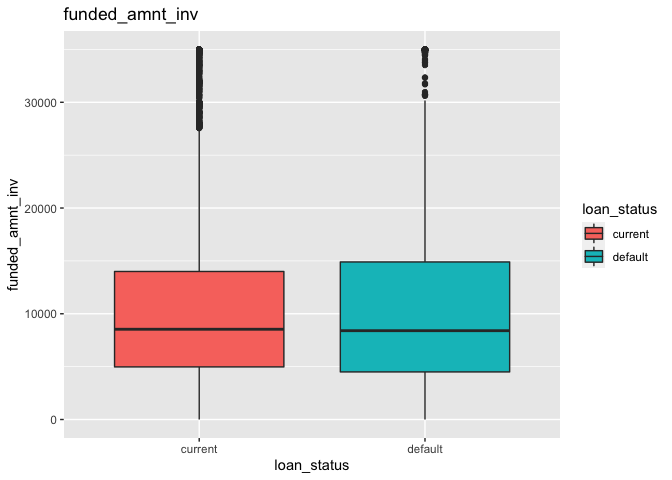 funded_amnt_inv
funded_amnt_inv
30000
20000
10000
0
current
default
loan_status
loan_status
current
default